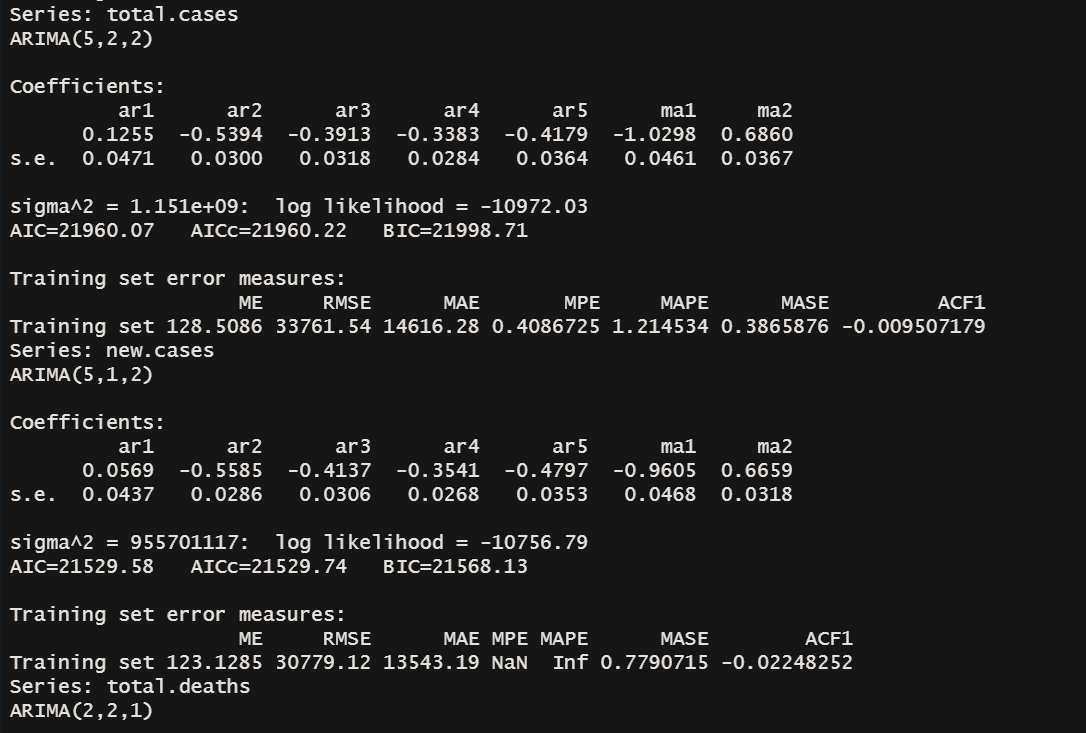 Series: total.cases
ARIMA(5,2,2)
Coefficients:
ar1 ar2 ar3 ar4 ar5 ma1 ma2
0.1255 -0.5394 -0.3913 -0.3383 -0.4179 -1.0298 0.6860
s.e. 0.0471 0.0300 0.0318 0.0284 0.0364 0.0461 0.0367
sigma^2 = 1.151e+09: log likelihood = -10972.03
AIC=21960.07 AICc=21960.22 BIC=21998.71
Training set error measures:
ME RMSE MAE MPE MAPE MASE ACF1
Training set 128.5086 33761.54 14616.28 0.4086725 1.214534 0.3865876 -0.009507179
Series: new.cases
ARIMA(5,1,2)
Coefficients:
ar1 ar2 ar3 ar4 ar5 ma1 ma2
0.0569 -0.5585 -0.4137 -0.3541 -0.4797 -0.9605 0.6659
s.e. 0.0437 0.0286 0.0306 0.0268 0.0353 0.0468 0.0318
sigma^2 = 955701117: log likelihood = -10756.79
AIC=21529.58 AICc=21529.74 BIC=21568.13
Training set error measures:
ME RMSE MAE MPE MAPE MASE ACF1
Training set 123.1285 30779.12 13543.19 NaN Inf 0.7790715 -0.02248252
Series: total.deaths
ARIMA(2,2,1)